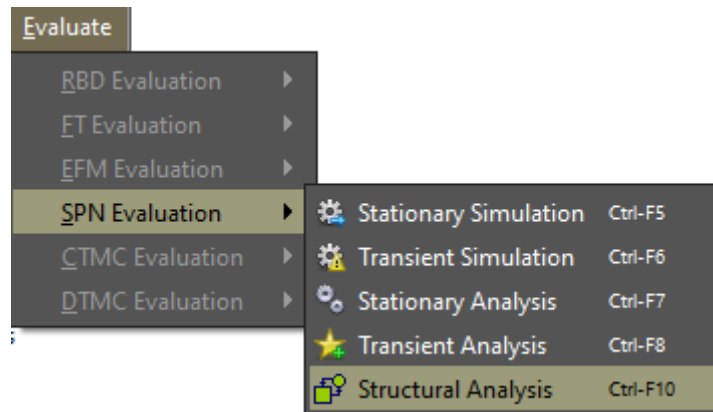 Evaluate
RBD Evaluation
FT Evaluation
EFM Evaluation
SPN Evaluation
CTMC Evaluation
DTMC Evaluation
Stationary Simulation Ctrl-F5
Transient Simulation Ctrl-F6
Stationary Analysis Ctrl-F7
Transient Analysis Ctrl-F8
Structural Analysis Ctrl-F10